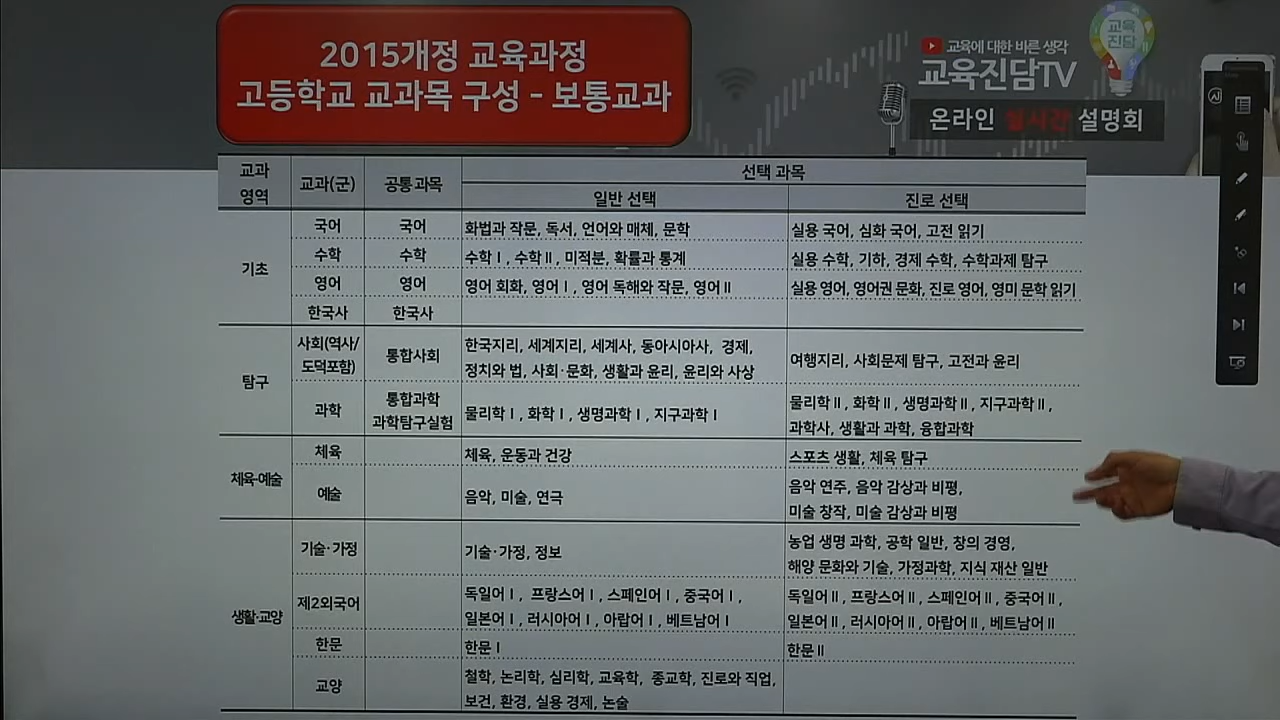 2015개정 교육과정
고등학교 교과목 구성 - 보통교과
교육에 대한 바른 생각
교육진담TV
교육
진담
온라인 실시간 설명회
교과
영역
교과(군)
공통 과목
선택 과목
일반 선택
진로 선택
기초
국어
국어
화법과 작문, 독서, 언어와 매체, 문학
실용 국어, 심화 국어, 고전 읽기
수학
수학
수학Ⅰ, 수학Ⅱ, 미적분, 확률과 통계
실용 수학, 기하, 경제 수학, 수학과제 탐구
영어
영어
영어 회화, 영어Ⅰ, 영어 독해와 작문, 영어Ⅱ
실용 영어, 영어권 문화, 진로 영어, 영미 문학 읽기
한국사
한국사
탐구
사회(역사/
도덕포함)
통합사회
한국지리, 세계지리, 세계사, 동아시아사, 경제,
정치와 법, 사회·문화, 생활과 윤리, 윤리와 사상
여행지리, 사회문제 탐구, 고전과 윤리
과학
통합과학
과학탐구실험
물리학Ⅰ, 화학Ⅰ, 생명과학Ⅰ, 지구과학Ⅰ
물리학Ⅱ, 화학Ⅱ, 생명과학Ⅱ, 지구과학Ⅱ,
과학사, 생활과 과학, 융합과학
체육·예술
체육
체육, 운동과 건강
스포츠 생활, 체육 탐구
예술
음악, 미술, 연극
음악 연주, 음악 감상과 비평,
미술 창작, 미술 감상과 비평
생활·교양
기술·가정
기술·가정, 정보
농업 생명 과학, 공학 일반, 창의 경영,
해양 문화와 기술, 가정과학, 지식 재산 일반
제2외국어
독일어Ⅰ, 프랑스어Ⅰ, 스페인어Ⅰ, 중국어Ⅰ,
일본어Ⅰ, 러시아어Ⅰ, 아랍어Ⅰ, 베트남어Ⅰ
독일어Ⅱ, 프랑스어Ⅱ, 스페인어Ⅱ, 중국어Ⅱ,
일본어Ⅱ, 러시아어Ⅱ, 아랍어Ⅱ, 베트남어Ⅱ
한문
한문Ⅰ
한문Ⅱ
교양
철학, 논리학, 심리학, 교육학, 종교학, 진로와 직업,
보건, 환경, 실용 경제, 논술